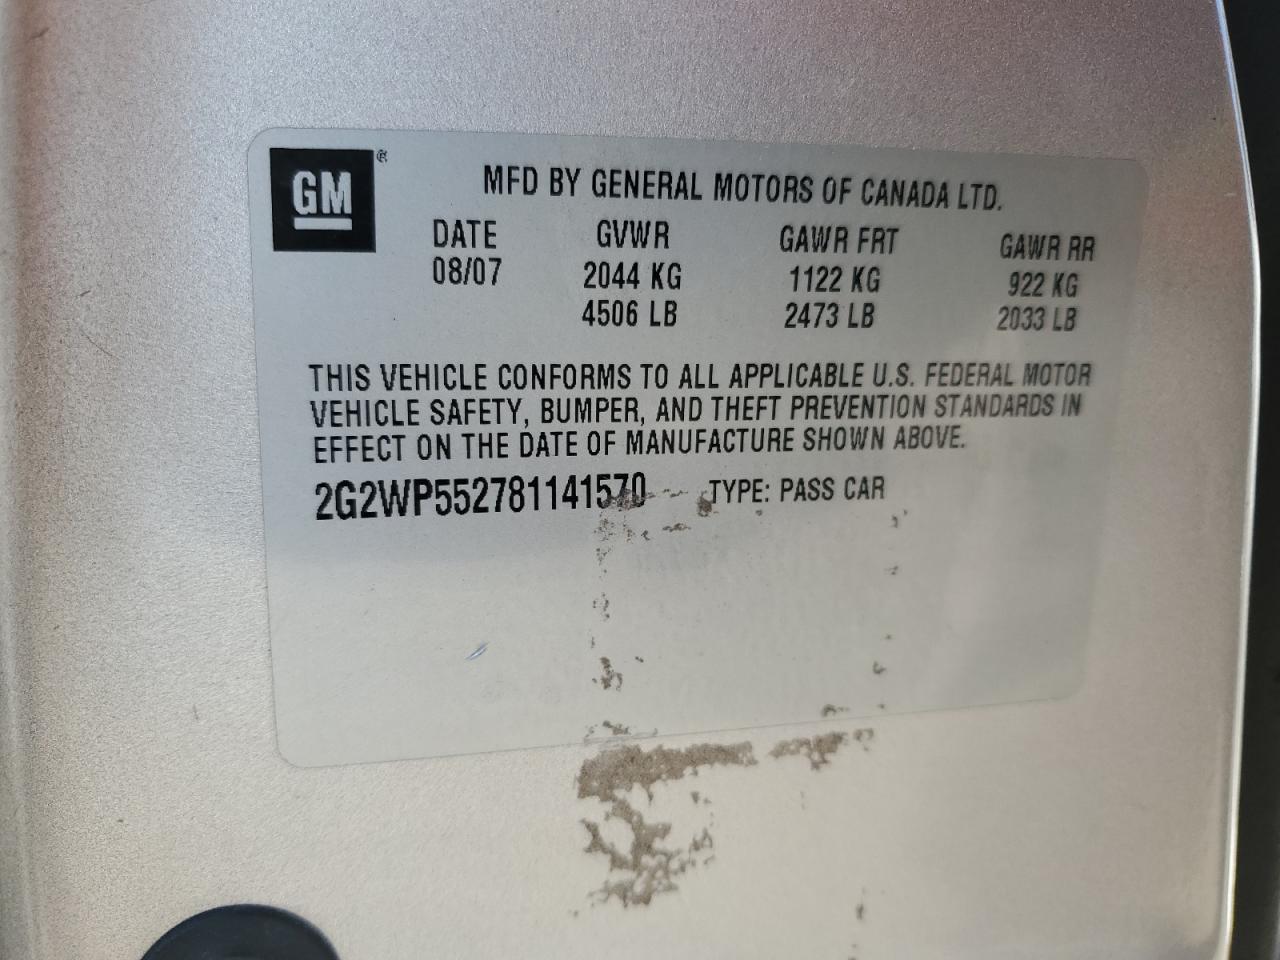 GM®
MFD BY GENERAL MOTORS OF CANADA LTD.
DATE GVWR GAWR FRT GAWR RR
08/07 2044 KG 1122 KG 922 KG
4506 LB 2473 LB 2033 LB
THIS VEHICLE CONFORMS TO ALL APPLICABLE U.S. FEDERAL MOTOR
VEHICLE SAFETY, BUMPER, AND THEFT PREVENTION STANDARDS IN
EFFECT ON THE DATE OF MANUFACTURE SHOWN ABOVE.
2G2WP552781141570 TYPE: PASS CAR